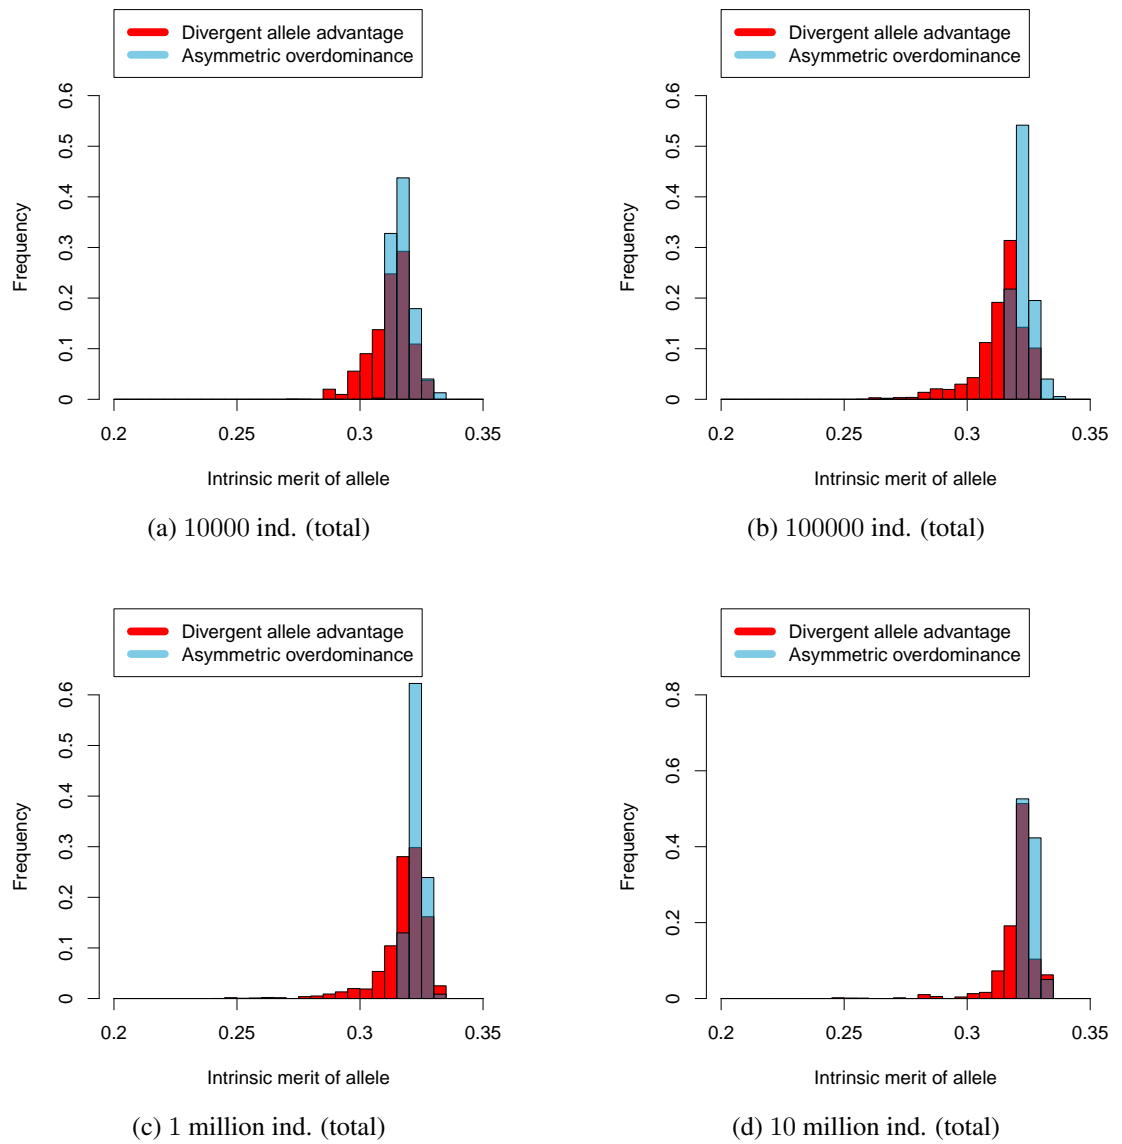 Divergent allele advantage
Asymmetric overdominance
0.6
0.5
0.4
0.3
0.2
0.1
0
Frequency
0.2 0.25 0.3 0.35
Intrinsic merit of allele
(a) 10000 ind. (total)
Divergent allele advantage
Asymmetric overdominance
0.6
0.5
0.4
0.3
0.2
0.1
0
Frequency
0.2 0.25 0.3 0.35
Intrinsic merit of allele
(b) 100000 ind. (total)
Divergent allele advantage
Asymmetric overdominance
0.6
0.5
0.4
0.3
0.2
0.1
0
Frequency
0.2 0.25 0.3 0.35
Intrinsic merit of allele
(c) 1 million ind. (total)
Divergent allele advantage
Asymmetric overdominance
0.8
0.6
0.4
0.2
0
Frequency
0.2 0.25 0.3 0.35
Intrinsic merit of allele
(d) 10 million ind. (total)